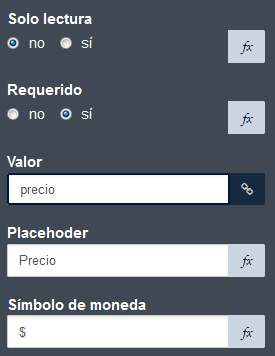 Solo lectura
no sí
fx
Requerido
no sí
fx
Valor
precio
Placehoder
Precio
fx
Símbolo de moneda
$
fx